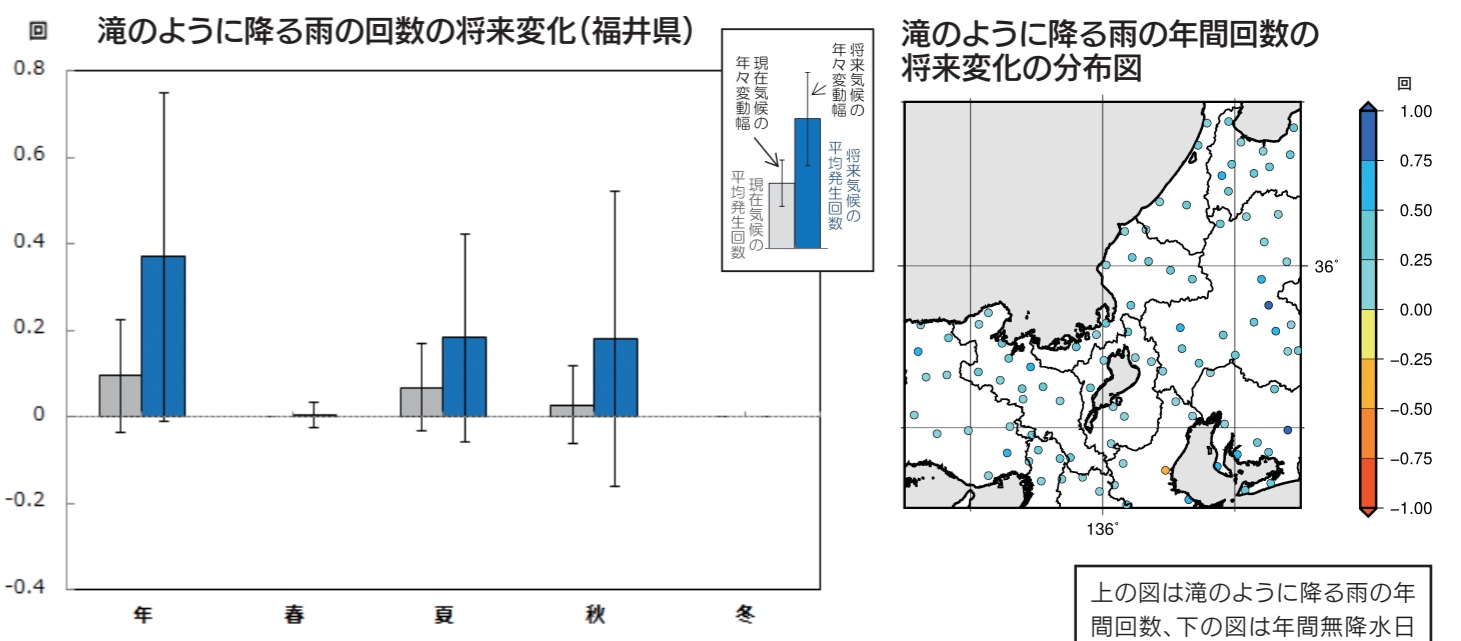 回
滝のように降る雨の回数の将来変化(福井県)
0.8
0.6
0.4
0.2
0
-0.2
-0.4
年
春
夏
秋
冬
現在気候の
年々変動幅
将来気候の
年々変動幅
現在気候の
平均発生回数
将来気候の
平均発生回数
滝のように降る雨の年間回数の
将来変化の分布図
回
1.00
0.75
0.50
0.25
0.00
−0.25
−0.50
−0.75
−1.00
36°
136°
上の図は滝のように降る雨の年
間回数、下の図は年間無降水日